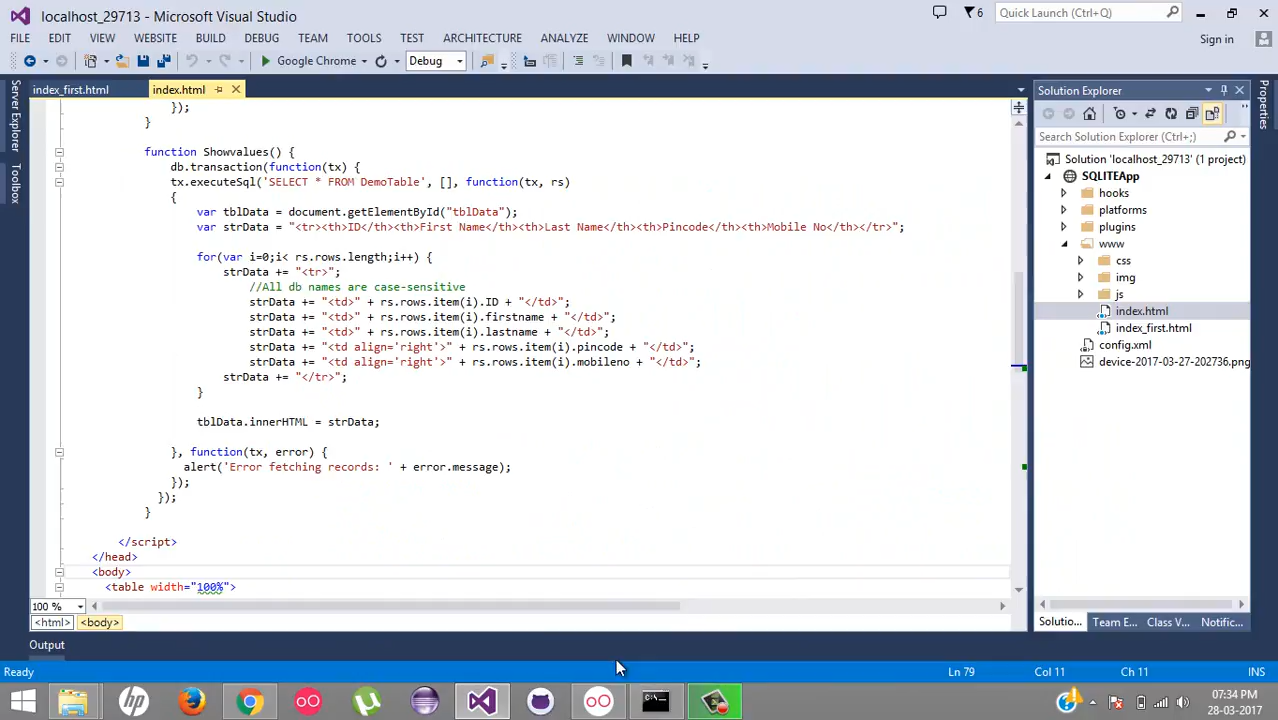 localhost_29713 - Microsoft Visual Studio
6
Quick Launch (Ctrl+Q)
FILE EDIT VIEW WEBSITE BUILD DEBUG TEAM TOOLS TEST ARCHITECTURE ANALYZE WINDOW HELP
Sign in
Google Chrome
Debug
Server Explorer
Toolbox
index_first.html
index.html
});
}
function Showvalues() {
db.transaction(function(tx) {
tx.executeSql('SELECT * FROM DemoTable', [], function(tx, rs)
{
var tblData = document.getElementById("tblData");
var strData = "<tr><th>ID</th><th>First Name</th><th>Last Name</th><th>Pincode</th><th>Mobile No</th></tr>";
for(var i=0;i< rs.rows.length;i++) {
strData += "<tr>";
//All db names are case-sensitive
strData += "<td>" + rs.rows.item(i).ID + "</td>";
strData += "<td>" + rs.rows.item(i).firstname + "</td>";
strData += "<td>" + rs.rows.item(i).lastname + "</td>";
strData += "<td align='right'>" + rs.rows.item(i).pincode + "</td>";
strData += "<td align='right'>" + rs.rows.item(i).mobileno + "</td>";
strData += "</tr>";
}
tblData.innerHTML = strData;
}, function(tx, error) {
alert('Error fetching records: ' + error.message);
});
});
}
</script>
</head>
<body>
<table width="100%">
100 %
<html> <body>
Solution Explorer
Search Solution Explorer (Ctrl+;)
Solution 'localhost_29713' (1 project)
SQLITEApp
hooks
platforms
plugins
www
css
img
js
index.html
index_first.html
config.xml
device-2017-03-27-202736.png
Solutio... Team E... Class V... Notific...
Properties
Output
Ready
Ln 79
Col 11
Ch 11
INS
hp
C:\_
07:34 PM
28-03-2017